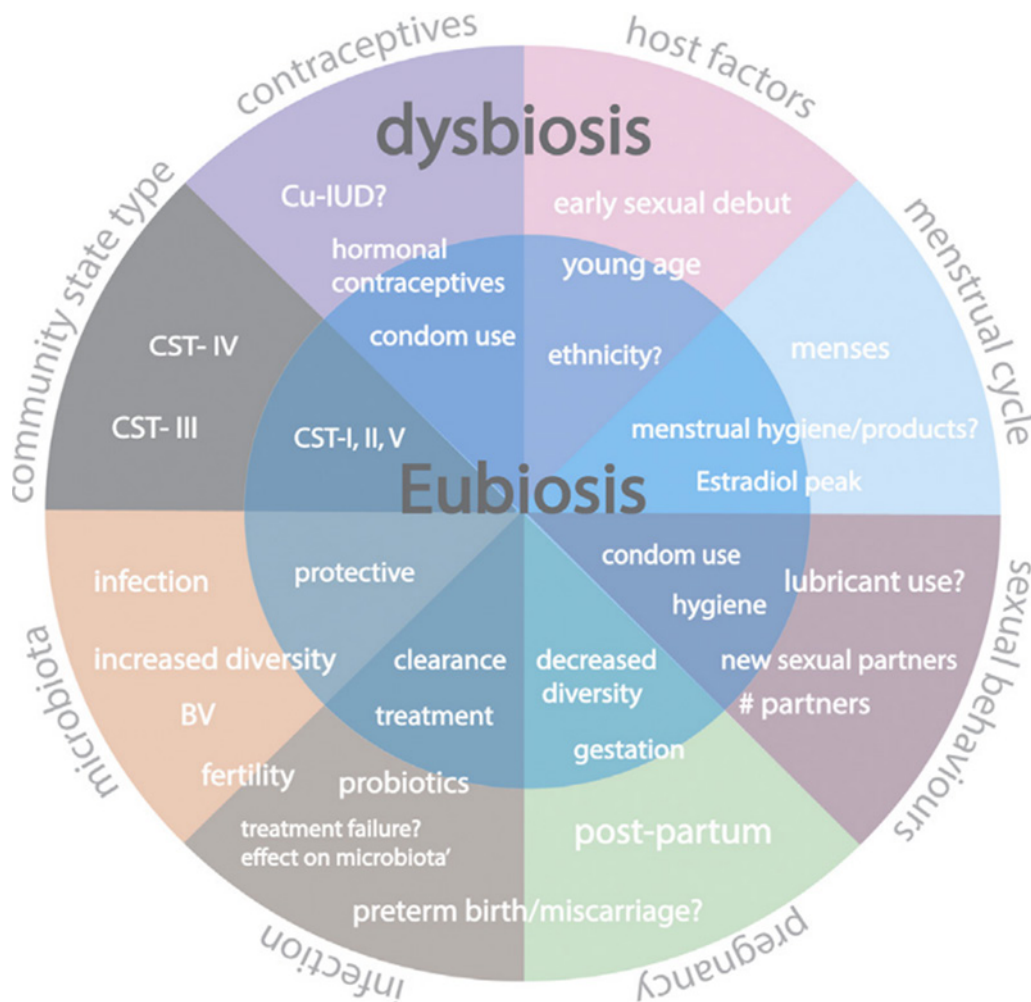 contraceptives
host factors
dysbiosis
Cu-IUD?
early sexual debut
hormonal
contraceptives
young age
menstrual cycle
community state type
condom use
ethnicity?
CST- IV
menses
CST- III
CST-I, II, V
menstrual hygiene/products?
Eubiosis
Estradiol peak
condom use
infection
protective
lubricant use?
hygiene
sexual behaviours
microbiota
increased diversity
clearance
decreased
diversity
new sexual partners
# partners
BV
treatment
gestation
fertility
probiotics
treatment failure?
effect on microbiota’
post-partum
preterm birth/miscarriage?
infection
pregnancy